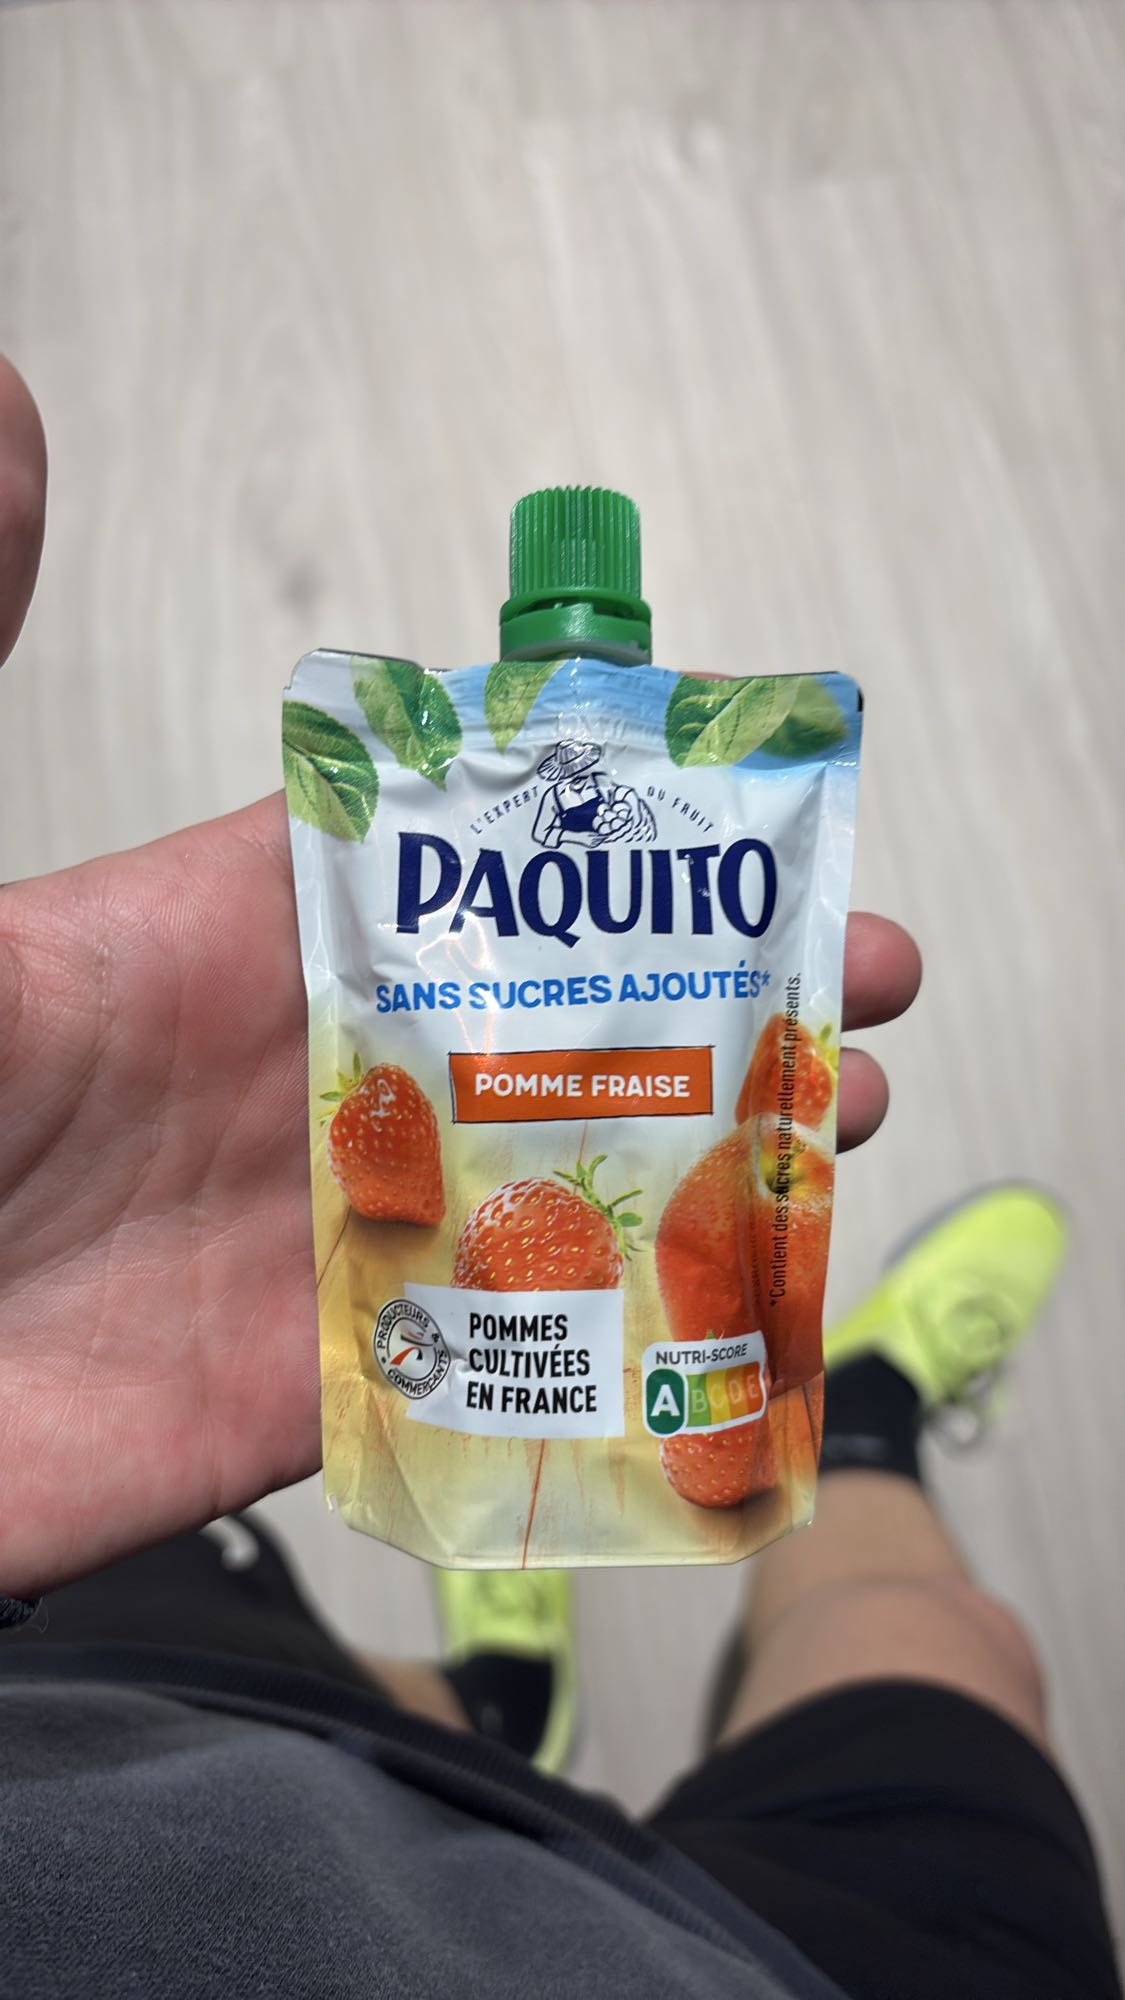 L'EXPERT DU FRUIT
PAQUITO
SANS SUCRES AJOUTÉS*
POMME FRAISE
*Contient des sucres naturellement présents.
PRODUCTEURS & COMMERÇANTS
POMMES
CULTIVÉES
EN FRANCE
NUTRI-SCORE
A B C D E